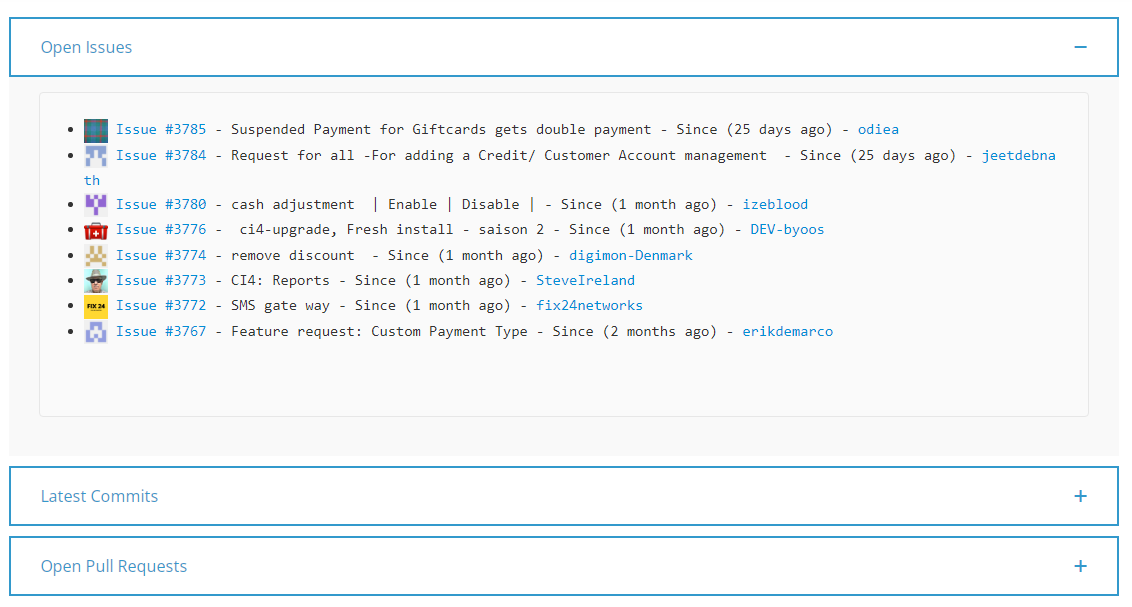 Open Issues
Issue #3785 - Suspended Payment for Giftcards gets double payment - Since (25 days ago) - odiea
Issue #3784 - Request for all -For adding a Credit/ Customer Account management  - Since (25 days ago) - jeetdebna
th
Issue #3780 - cash adjustment  | Enable | Disable | - Since (1 month ago) - izeblood
Issue #3776 -  ci4-upgrade, Fresh install - saison 2 - Since (1 month ago) - DEV-byoos
Issue #3774 - remove discount  - Since (1 month ago) - digimon-Denmark
Issue #3773 - CI4: Reports - Since (1 month ago) - SteveIreland
FIX 24 Issue #3772 - SMS gate way - Since (1 month ago) - fix24networks
Issue #3767 - Feature request: Custom Payment Type - Since (2 months ago) - erikdemarco
Latest Commits
Open Pull Requests